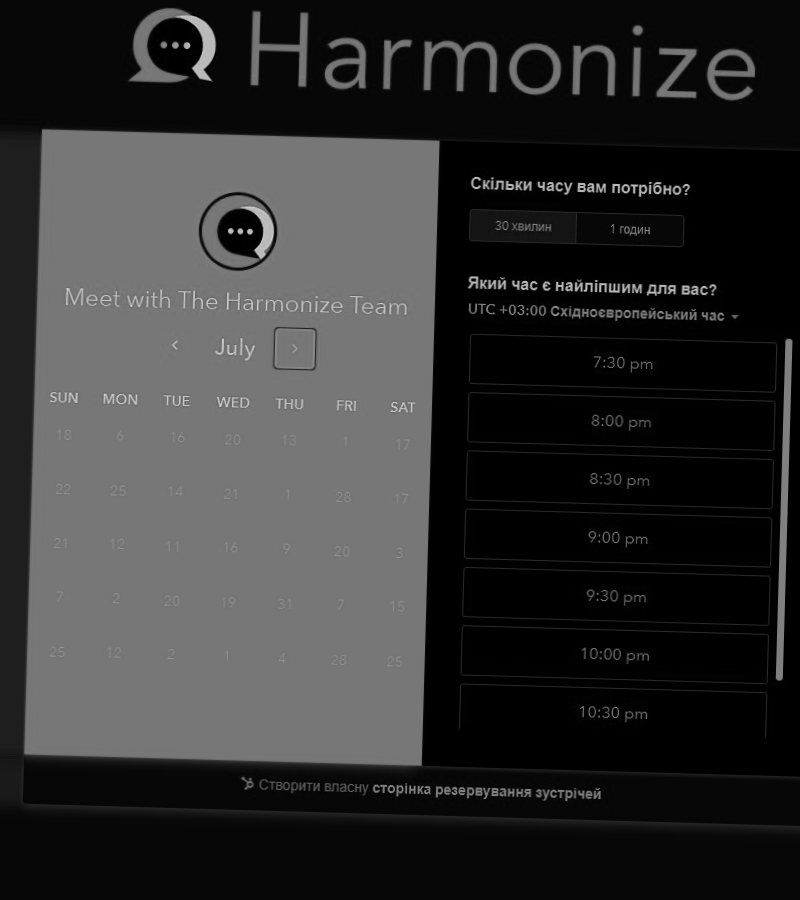 Harmonize
Meet with The Harmonize Team
July
SUN MON TUE WED THU FRI SAT
18 6 16 20 13 1 17
22 25 14 21 1 28 17
21 12 11 16 9 20 3
7 2 20 19 31 7 15
25 12 2 1 4 28 25
Скільки часу вам потрібно?
30 хвилин 1 годин
Який час є найліпшим для вас?
UTC +03:00 Східноєвропейський час
7:30 pm
8:00 pm
8:30 pm
9:00 pm
9:30 pm
10:00 pm
10:30 pm
Створити власну сторінка резервування зустрічей